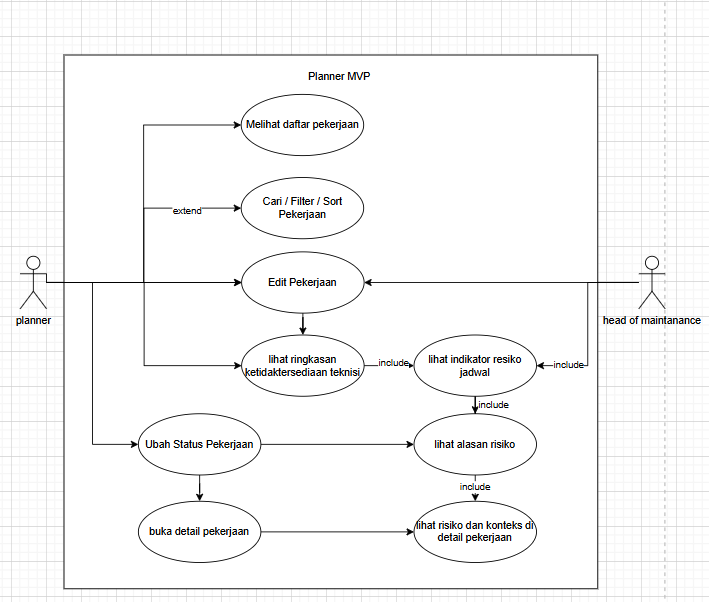 Planner MVP
Melihat daftar pekerjaan
Cari / Filter / Sort
Pekerjaan
extend
Edit Pekerjaan
planner
head of maintanance
lihat ringkasan
ketidaktersediaan teknisi
include
lihat indikator resiko
jadwal
include
include
Ubah Status Pekerjaan
lihat alasan risiko
include
buka detail pekerjaan
lihat risiko dan konteks di
detail pekerjaan